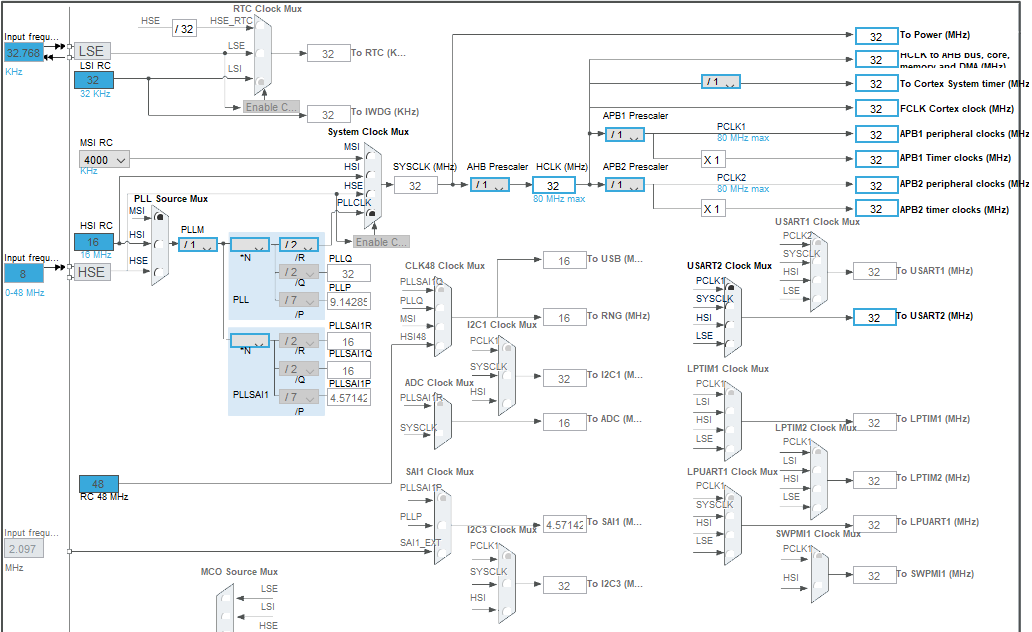 RTC Clock Mux
HSE
/ 32
HSE_RTC
Input frequ...
32.768
KHz
LSE
LSE
32
To RTC (K...
LSI RC
32
32 KHz
LSI
Enable C...
32
To IWDG (KHz)
System Clock Mux
MSI RC
4000
KHz
MSI
HSI
HSE
PLLCLK
SYSCLK (MHz)
32
AHB Prescaler
/ 1
HCLK (MHz)
32
80 MHz max
Enable C...
32
To Power (MHz)
32
HCLK to AHB bus, core,
memory and DMA (MHz)
/ 1
32
To Cortex System timer (MHz
32
FCLK Cortex clock (MHz)
APB1 Prescaler
/ 1
PCLK1
80 MHz max
32
APB1 peripheral clocks (MHz
X 1
32
APB1 Timer clocks (MHz)
APB2 Prescaler
/ 1
PCLK2
80 MHz max
32
APB2 peripheral clocks (MHz
X 1
32
APB2 timer clocks (MHz)
PLL Source Mux
MSI
HSI
HSE
HSI RC
16
16 MHz
Input frequ...
8
0-48 MHz
HSE
PLLM
/ 1
*N
/ 2
/R
PLLQ
/ 2
32
/Q
PLLP
PLL
/ 7
9.14285
/P
PLLSAI1R
/ 2
16
*N
/R
PLLSAI1Q
/ 2
16
/Q
PLLSAI1P
PLLSAI1
/ 7
4.57142
/P
48
RC 48 MHz
Input frequ...
2.097
MHz
CLK48 Clock Mux
PLLSAI1Q
PLLQ
MSI
HSI48
16
To USB (M...
16
To RNG (MHz)
I2C1 Clock Mux
PCLK1
SYSCLK
HSI
32
To I2C1 (M...
ADC Clock Mux
PLLSAI1R
SYSCLK
16
To ADC (M...
SAI1 Clock Mux
PLLSAI1P
PLLP
SAI1_EXT
4.57142
To SAI1 (M...
I2C3 Clock Mux
PCLK1
SYSCLK
HSI
32
To I2C3 (M...
MCO Source Mux
LSE
LSI
HSE
USART1 Clock Mux
PCLK2
SYSCLK
HSI
LSE
32
To USART1 (MHz)
USART2 Clock Mux
PCLK1
SYSCLK
HSI
LSE
32
To USART2 (MHz)
LPTIM1 Clock Mux
PCLK1
LSI
HSI
LSE
32
To LPTIM1 (MHz)
LPTIM2 Clock Mux
PCLK1
LSI
HSI
LSE
32
To LPTIM2 (MHz)
LPUART1 Clock Mux
PCLK1
SYSCLK
HSI
LSE
32
To LPUART1 (MHz)
SWPMI1 Clock Mux
PCLK1
HSI
32
To SWPMI1 (MHz)